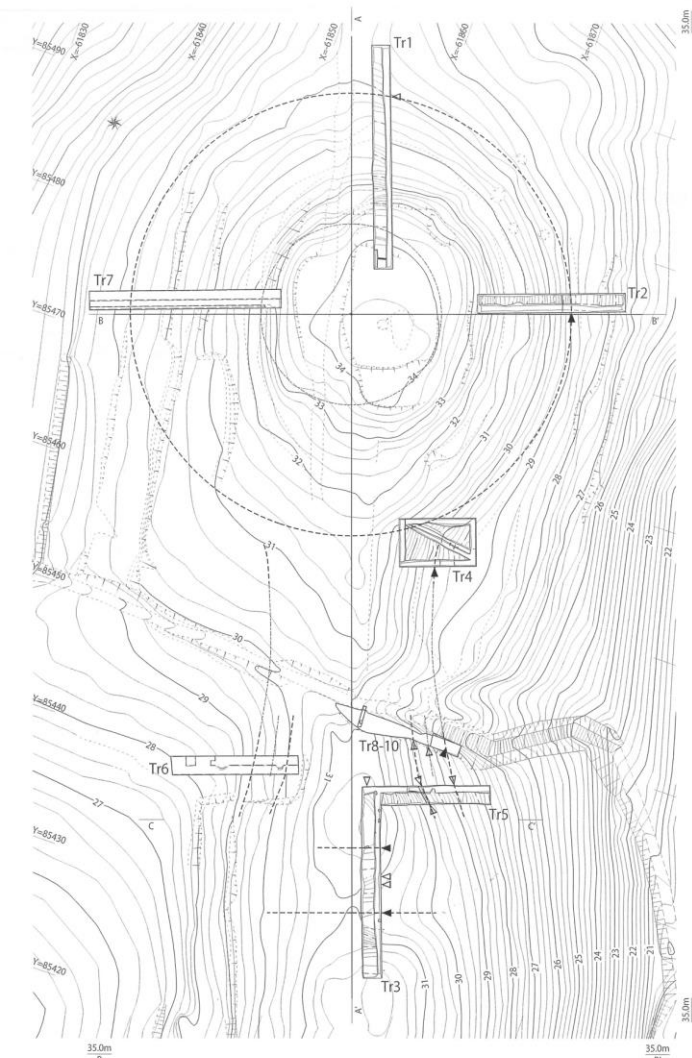 A
35.0m
X=-61830
X=-61840
X=-61850
X=-61860
X=-61870
Y=85490
Tr1
Y=85480
Tr7
Tr2
Y=85470
B
B'
34
34
33
33
32
32
31
30
29
28
27
26
25
24
23
22
Y=85460
31
Tr4
Y=85450
30
29
Y=85440
28
Tr8-10
Tr6
31
27
Tr5
C
C'
Y=85430
Y=85420
31
30
29
28
27
26
25
24
23
22
21
Tr3
A'
35.0m
35.0m
35.0m